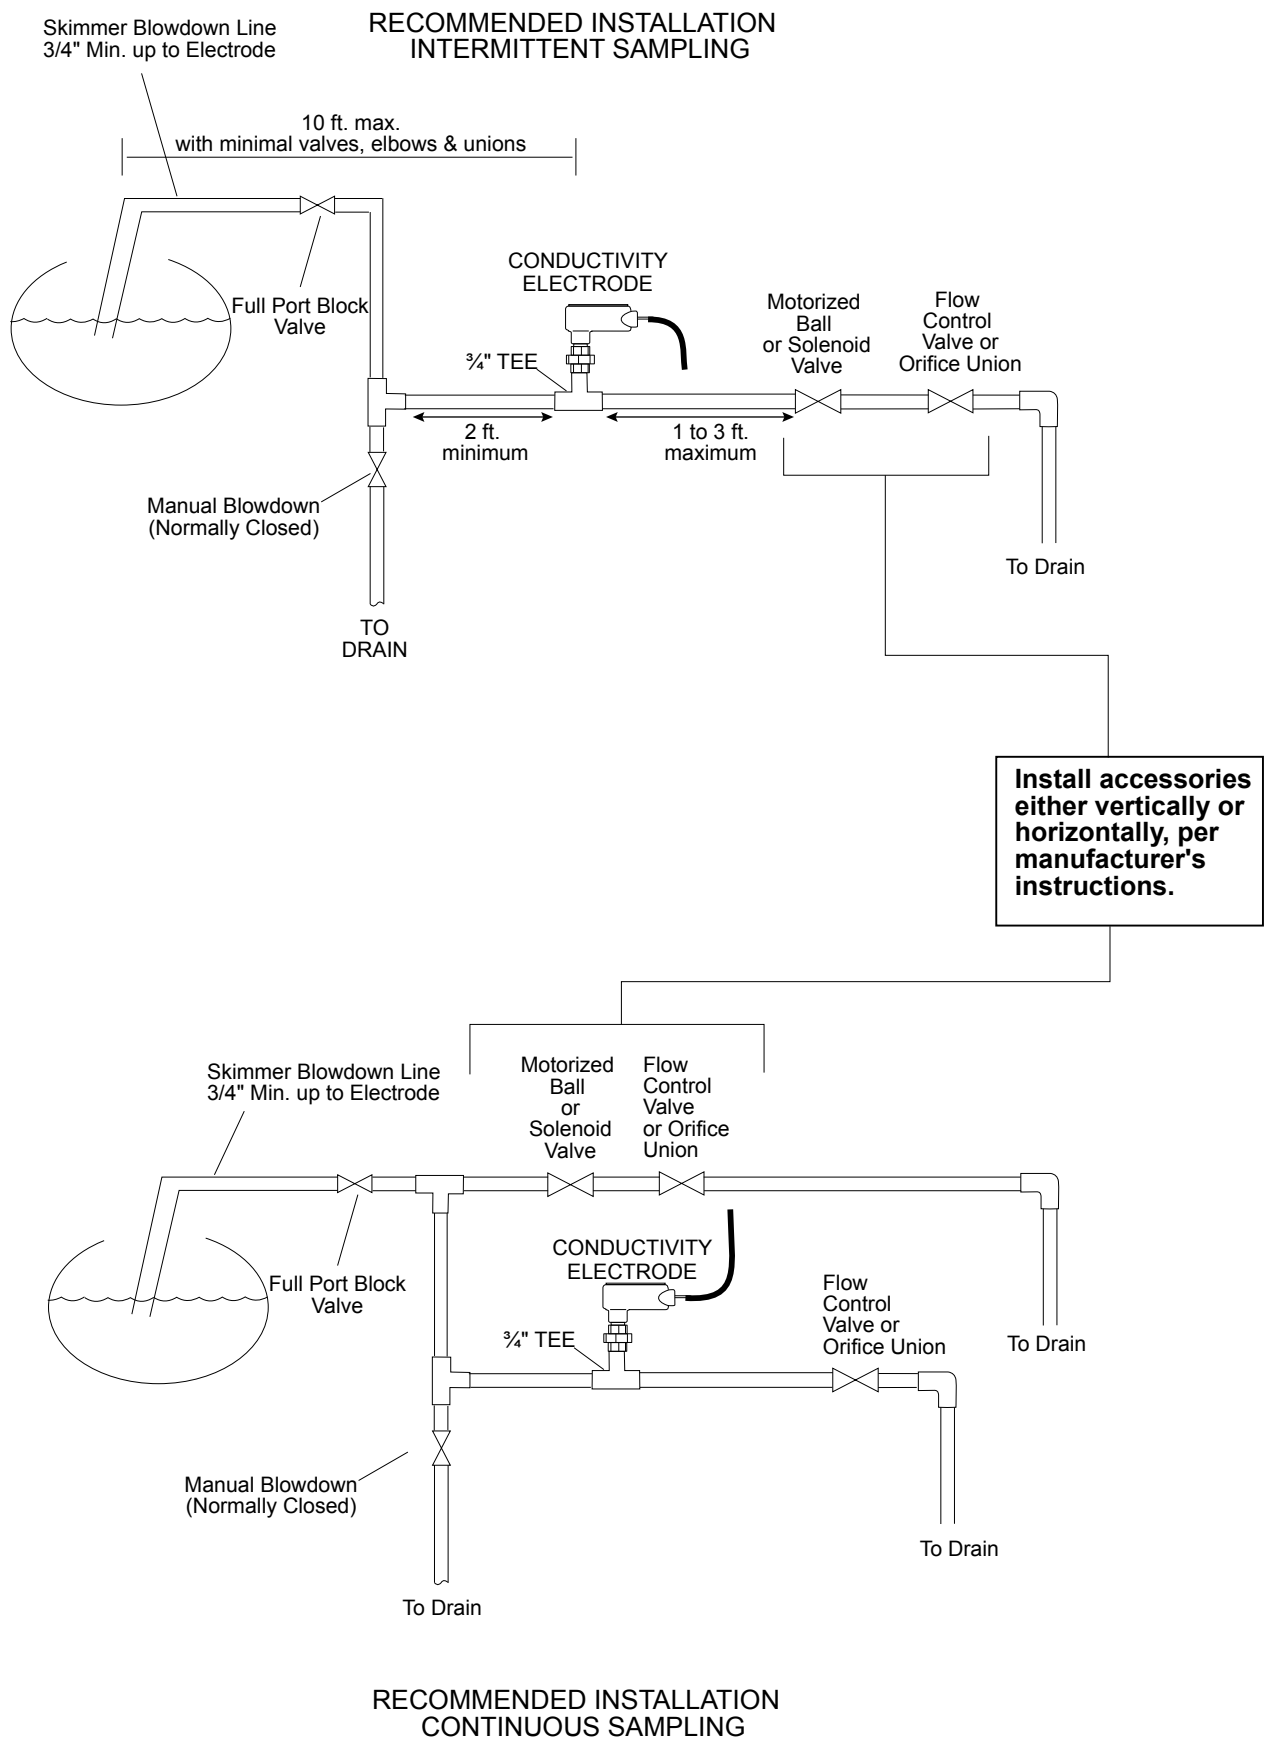 Skimmer Blowdown Line
3/4" Min. up to Electrode
RECOMMENDED INSTALLATION
INTERMITTENT SAMPLING
10 ft. max.
with minimal valves, elbows & unions
Full Port Block
Valve
CONDUCTIVITY
ELECTRODE
¾" TEE
Motorized
Ball
or Solenoid
Valve
Flow
Control
Valve or
Orifice Union
2 ft.
minimum
1 to 3 ft.
maximum
Manual Blowdown
(Normally Closed)
To Drain
TO
DRAIN
Install accessories
either vertically or
horizontally, per
manufacturer's
instructions.
Skimmer Blowdown Line
3/4" Min. up to Electrode
Motorized
Ball
or
Solenoid
Valve
Flow
Control
Valve
or Orifice
Union
Full Port Block
Valve
CONDUCTIVITY
ELECTRODE
¾" TEE
Flow
Control
Valve or
Orifice Union
To Drain
Manual Blowdown
(Normally Closed)
To Drain
To Drain
RECOMMENDED INSTALLATION
CONTINUOUS SAMPLING